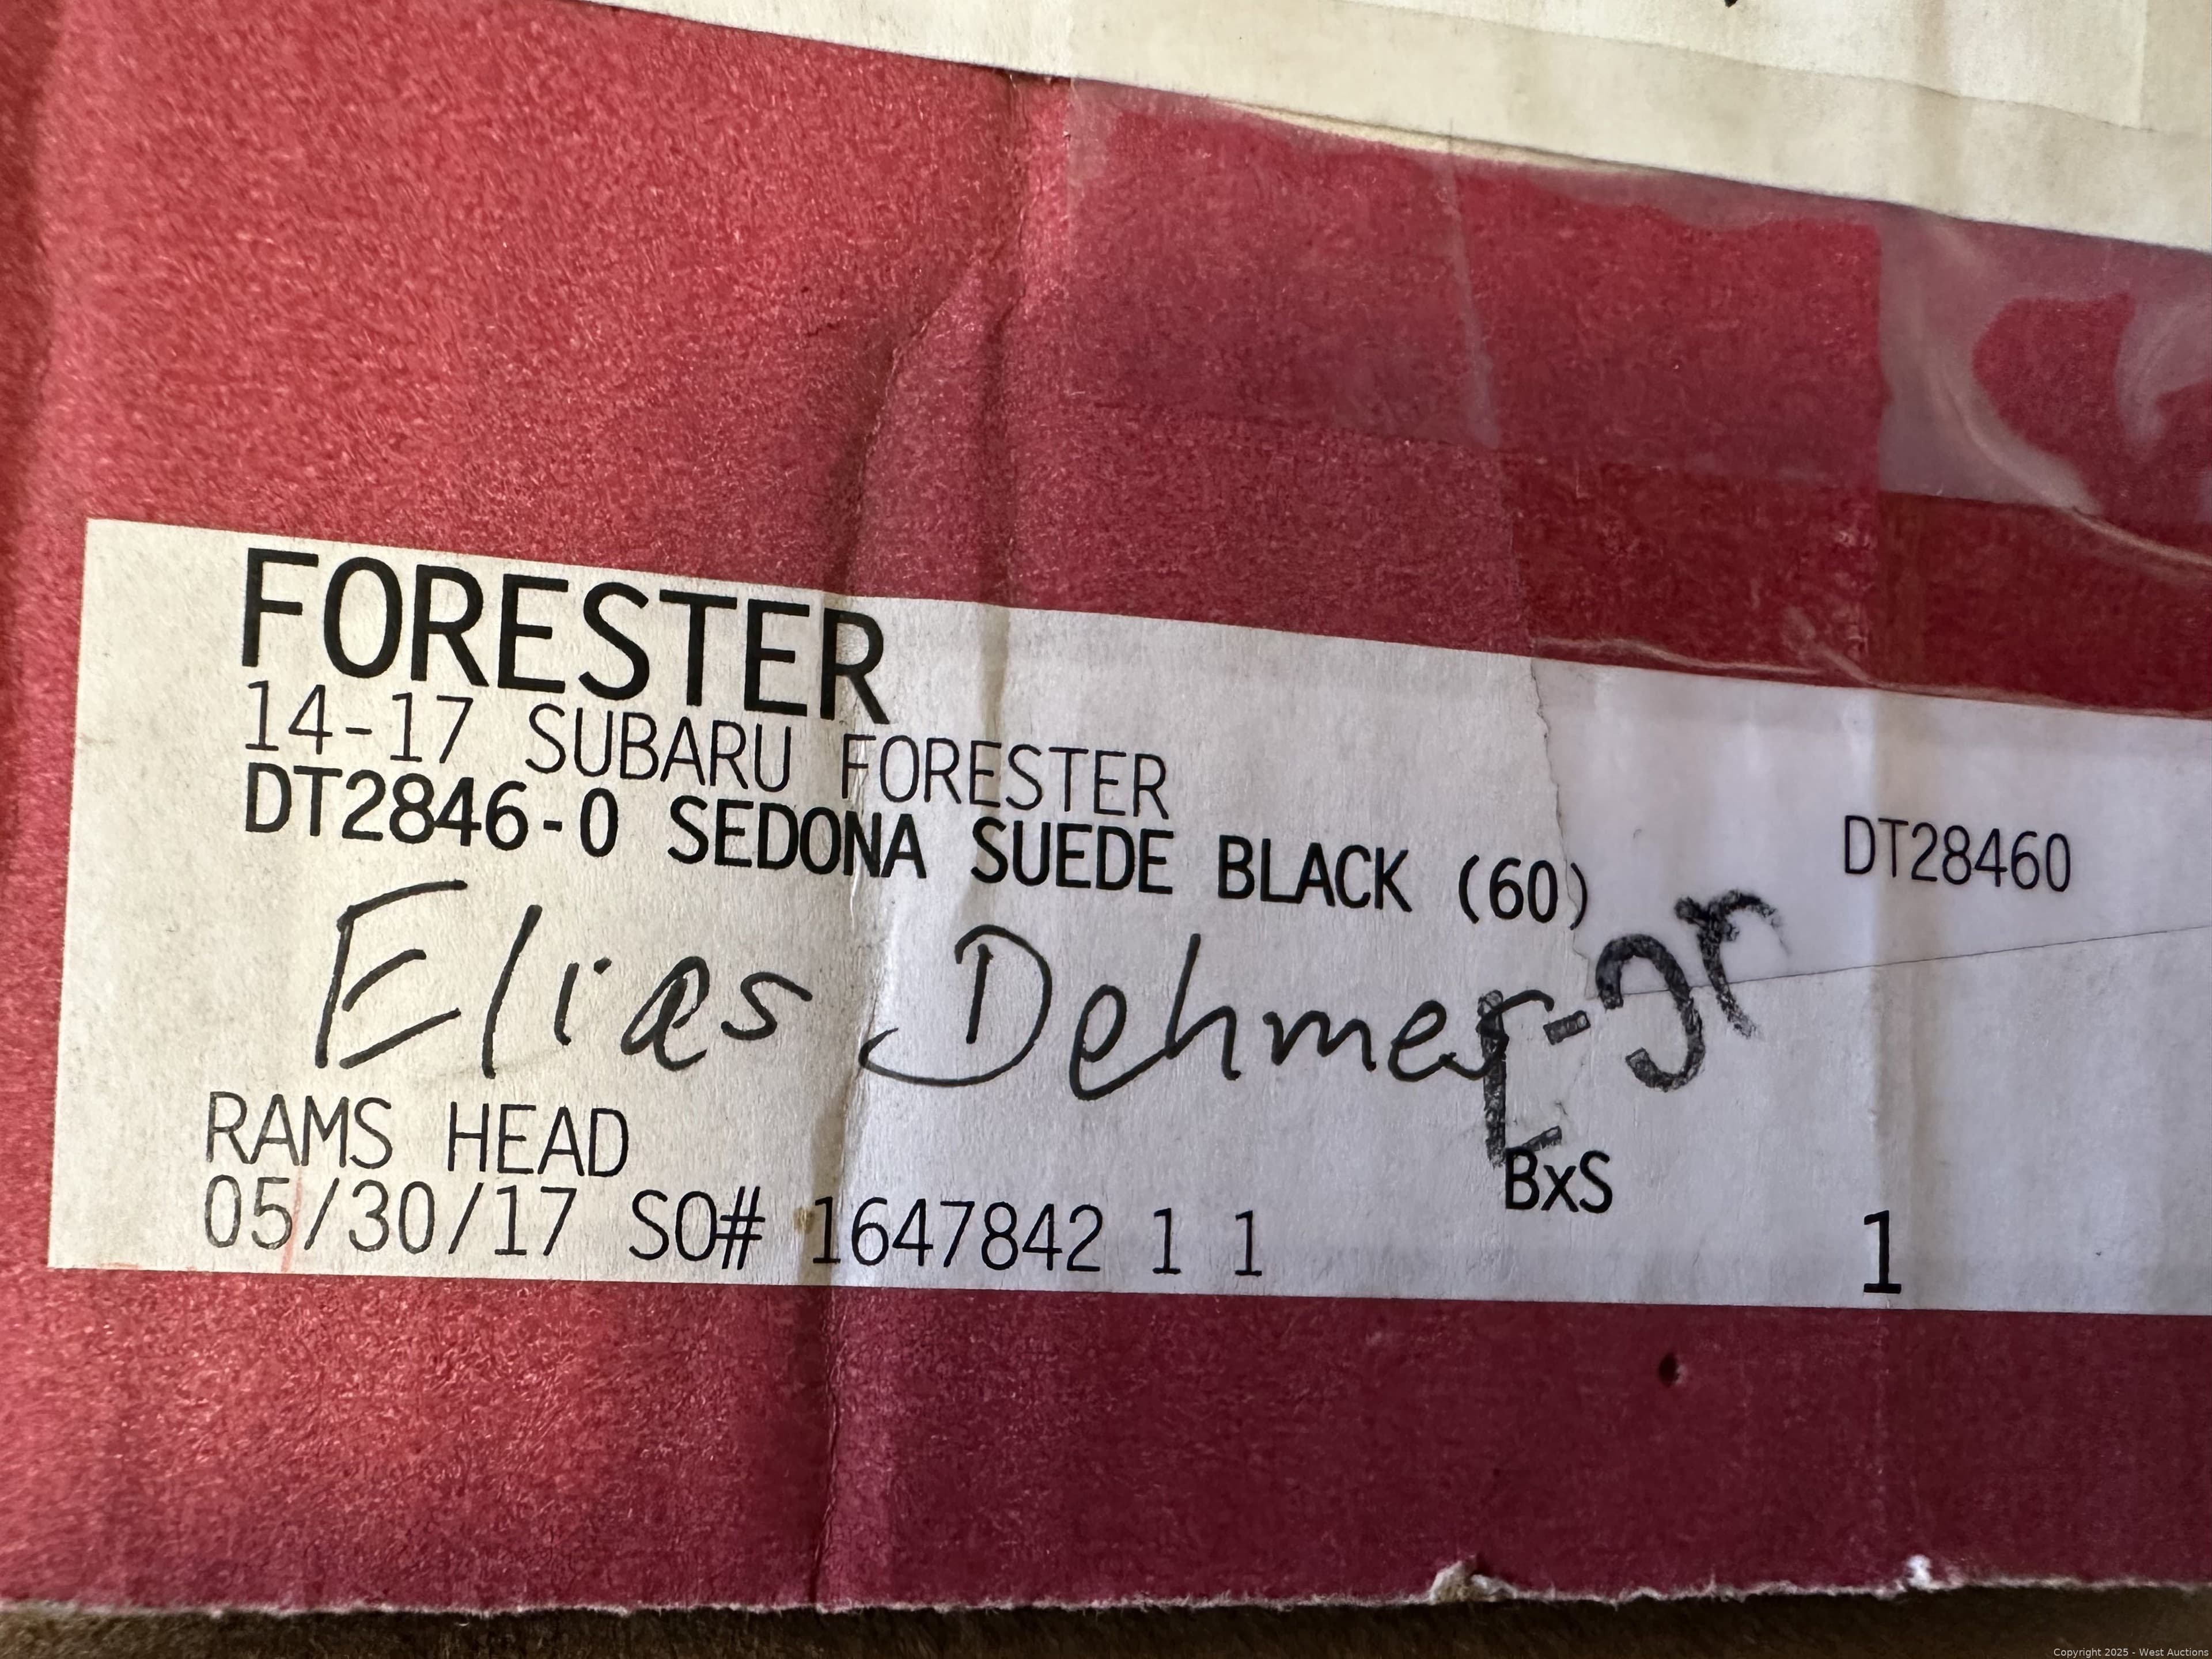 FORESTER
14-17 SUBARU FORESTER
DT2846-0 SEDONA SUEDE BLACK (60)
DT28460
Elias Dehmer-Jr
RAMS HEAD
BxS
05/30/17 SO# 1647842 1 1
1
Copyright 2025 - West Auctions